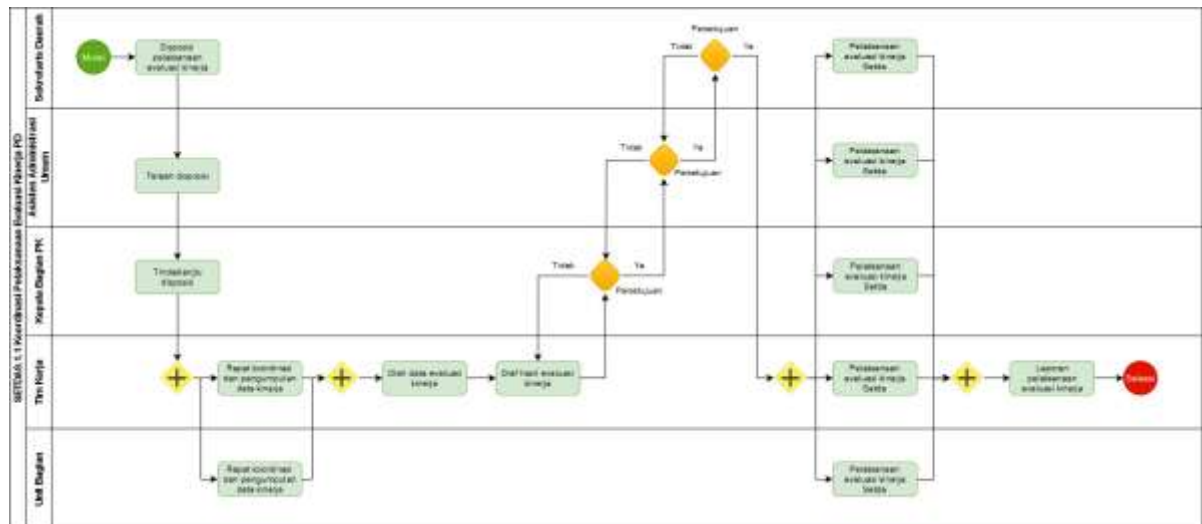 SETDA.1.1 Koordinasi Pelaksanaan Evaluasi Kinerja PD
Sekretaris Daerah
Mulai
Disposisi
pelaksanaan
evaluasi kinerja
Persetujuan
Tidak
Ya
Pelaksanaan
evaluasi kinerja
Setda
Asisten Administrasi
Umum
Telaah disposisi
Tidak
Ya
Persetujuan
Pelaksanaan
evaluasi kinerja
Setda
Kepala Bagian PK
Tindaklanjut
disposisi
Tidak
Ya
Persetujuan
Pelaksanaan
evaluasi kinerja
Setda
Tim Kerja
Rapat koordinasi
dan pengumpulan
data kinerja
Olah data evaluasi
kinerja
Draf hasil evaluasi
kinerja
Pelaksanaan
evaluasi kinerja
Setda
Laporan
pelaksanaan
evaluasi kinerja
Selesai
Unit Bagian
Rapat koordinasi
dan pengumpulan
data kinerja
Pelaksanaan
evaluasi kinerja
Setda